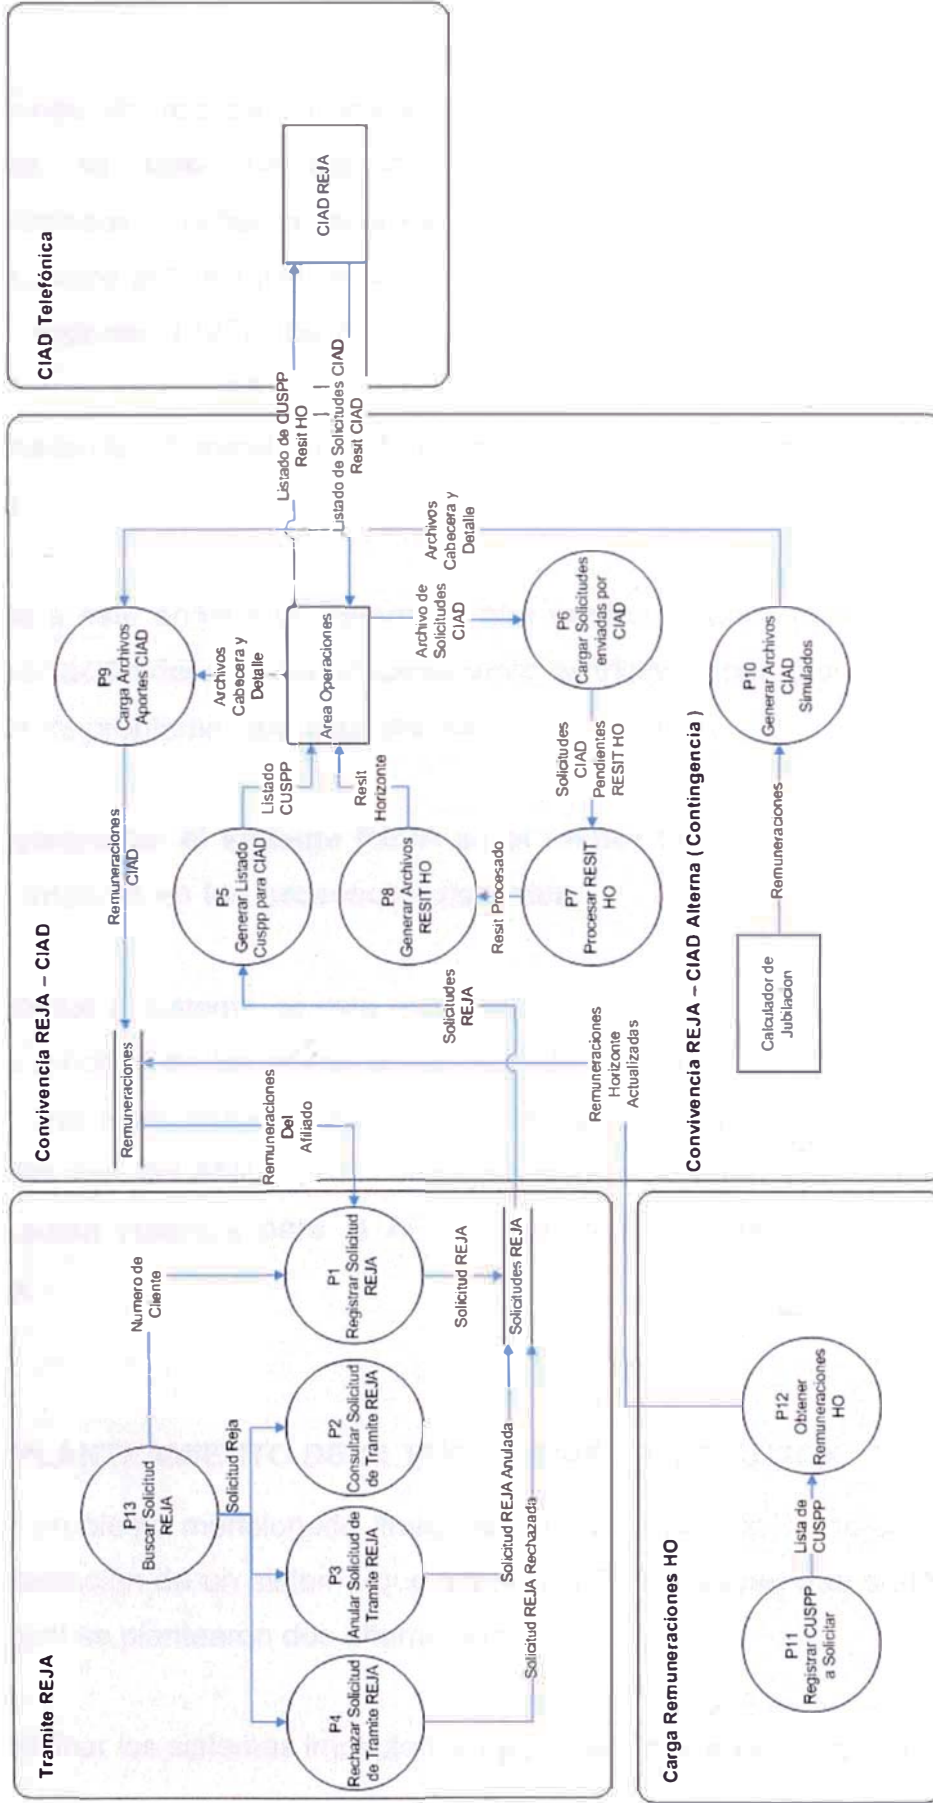 Tramite REJA
P13
Buscar Solicitud
REJA
Numero de
Cliente
Solicitud Reja
P4
Rechazar Solicitud
de Tramite REJA
P3
Anular Solicitud de
Tramite REJA
P2
Consultar Solicitud
de Tramite REJA
P1
Registrar Solicitud
REJA
Solicitud REJA
Solicitudes REJA
Solicitud REJA Anulada
Solicitud REJA Rechazada
Carga Remuneraciones HO
P11
Registrar CUSPP
a Solicitar
Lista de
CUSPP
P12
Obtener
Remuneraciones
HO
Convivencia REJA – CIAD
Remuneraciones
Remuneraciones
CIAD
Remuneraciones
Del
Afiliado
P9
Carga Archivos
Aportes CIAD
Archivos
Cabecera y
Detalle
P5
Generar Listado
Cuspp para CIAD
Listado
CUSPP
Area Operaciones
P8
Generar Archivos
RESIT HO
Resit
Horizonte
Archivo de
Solicitudes
CIAD
Archivos
Cabecera y
Detalle
Solicitudes
REJA
Resit Procesado
P7
Procesar RESIT
HO
Solicitudes
CIAD
Pendientes
RESIT HO
P6
Cargar Solicitudes
enviadas por
CIAD
Remuneraciones
Horizonte
Actualizadas
Convivencia REJA – CIAD Alterna ( Contingencia )
Calculador de
Jubilacion
Remuneraciones
P10
Generar Archivos
CIAD
Simulados
CIAD Telefónica
CIAD REJA
Listado de CUSPP
Resit HO
Listado de Solicitudes CIAD
Resit CIAD